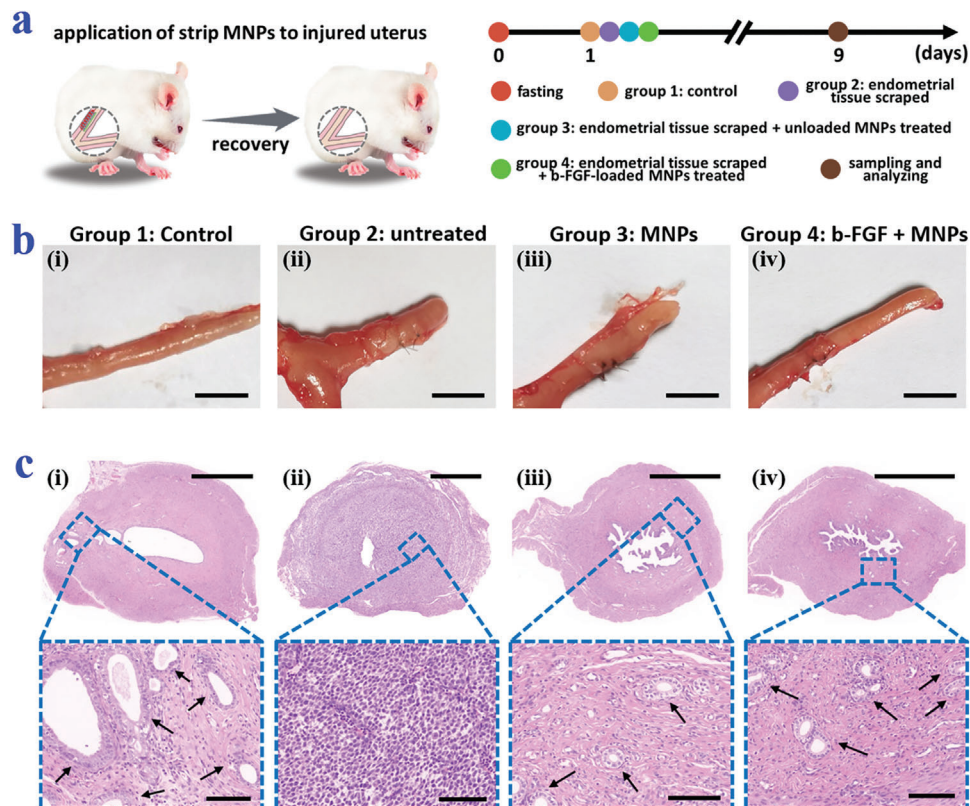 a
application of strip MNPs to injured uterus
recovery
0
1
9
(days)
fasting
group 1: control
group 2: endometrial
tissue scraped
group 3: endometrial tissue scraped + unloaded MNPs treated
group 4: endometrial tissue scraped
+ b-FGF-loaded MNPs treated
sampling and
analyzing
b
Group 1: Control
Group 2: untreated
Group 3: MNPs
Group 4: b-FGF + MNPs
(i)
(ii)
(iii)
(iv)
c
(i)
(ii)
(iii)
(iv)